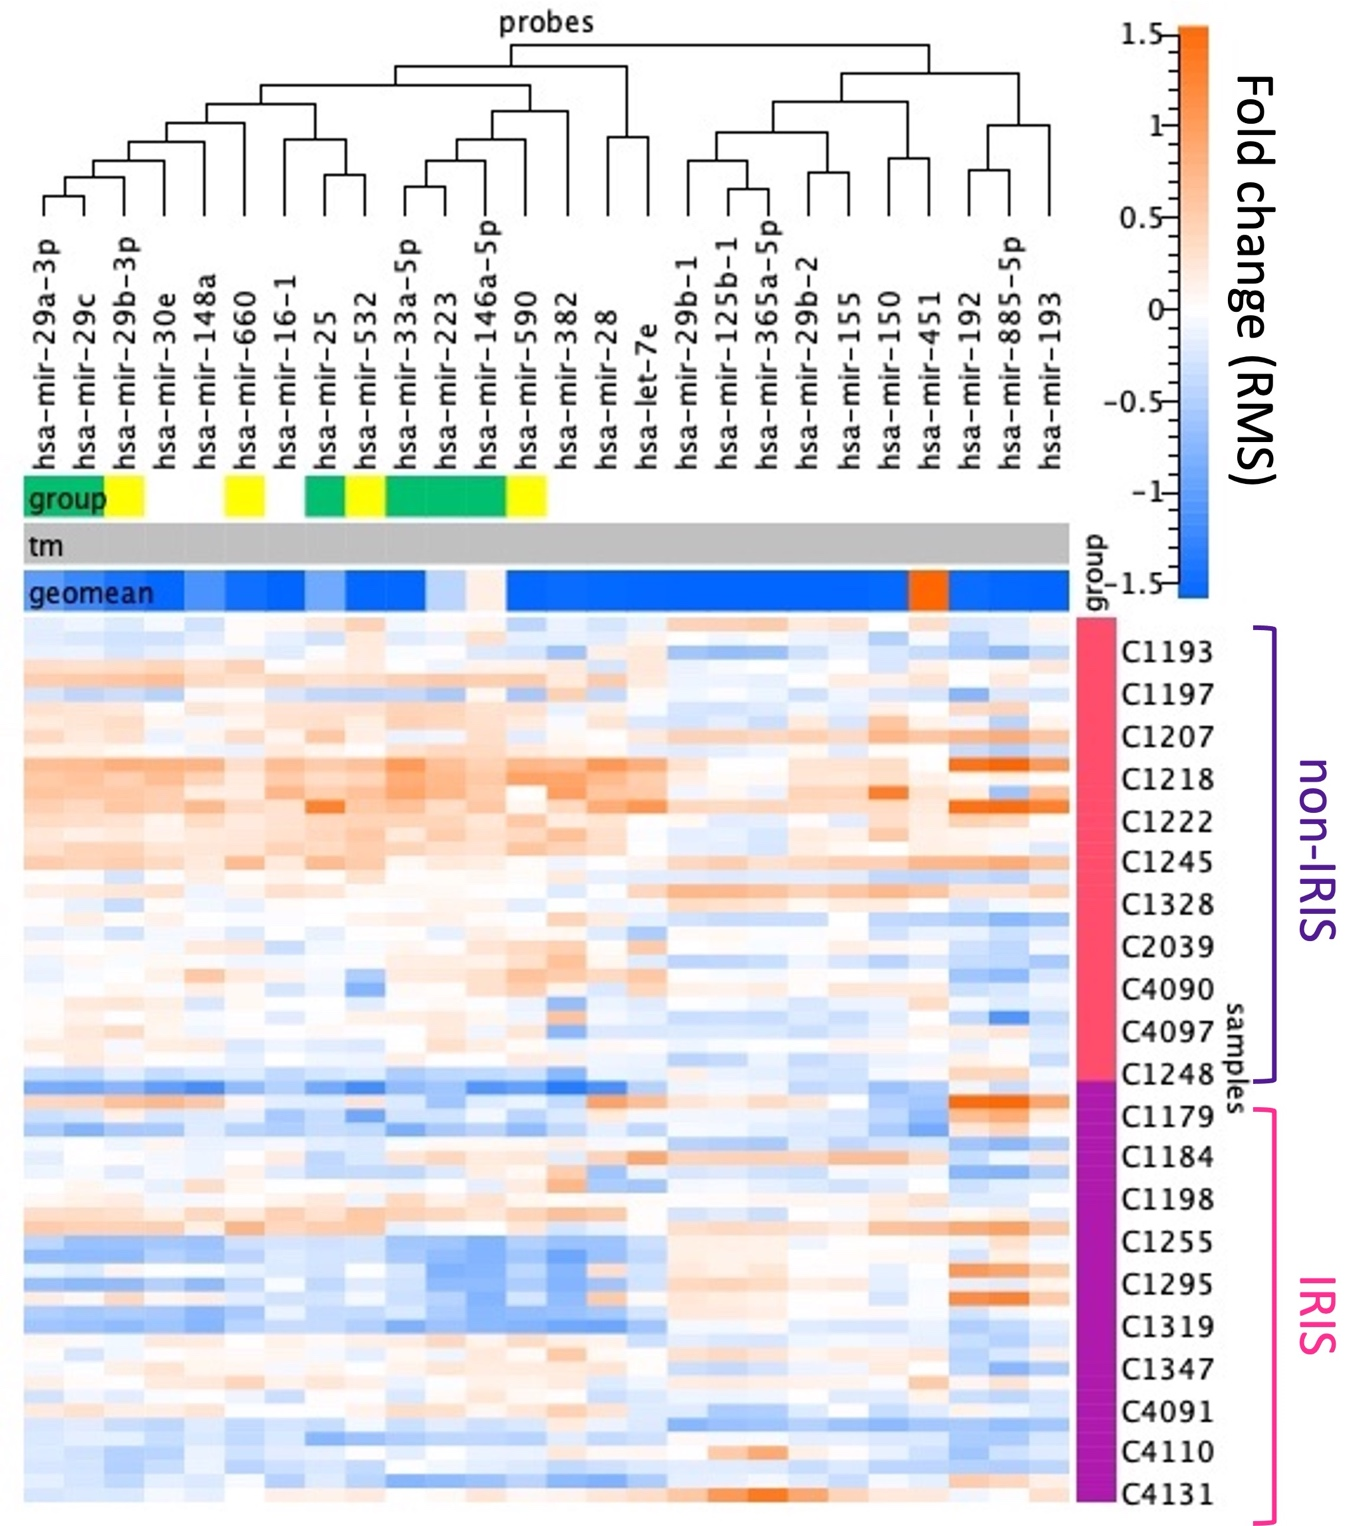 probes
hsa-mir-29a-3p
hsa-mir-29c
hsa-mir-29b-3p
hsa-mir-30e
hsa-mir-148a
hsa-mir-660
hsa-mir-16-1
hsa-mir-25
hsa-mir-532
hsa-mir-33a-5p
hsa-mir-223
hsa-mir-146a-5p
hsa-mir-590
hsa-mir-382
hsa-mir-28
hsa-let-7e
hsa-mir-29b-1
hsa-mir-125b-1
hsa-mir-365a-5p
hsa-mir-29b-2
hsa-mir-155
hsa-mir-150
hsa-mir-451
hsa-mir-192
hsa-mir-885-5p
hsa-mir-193
1.5
1
0.5
0
-0.5
-1
-1.5
Fold change (RMS)
group
tm
geomean
group
C1193
C1197
C1207
C1218
C1222
C1245
C1328
C2039
C4090
C4097
C1248
C1179
C1184
C1198
C1255
C1295
C1319
C1347
C4091
C4110
C4131
samples
non-IRIS
IRIS